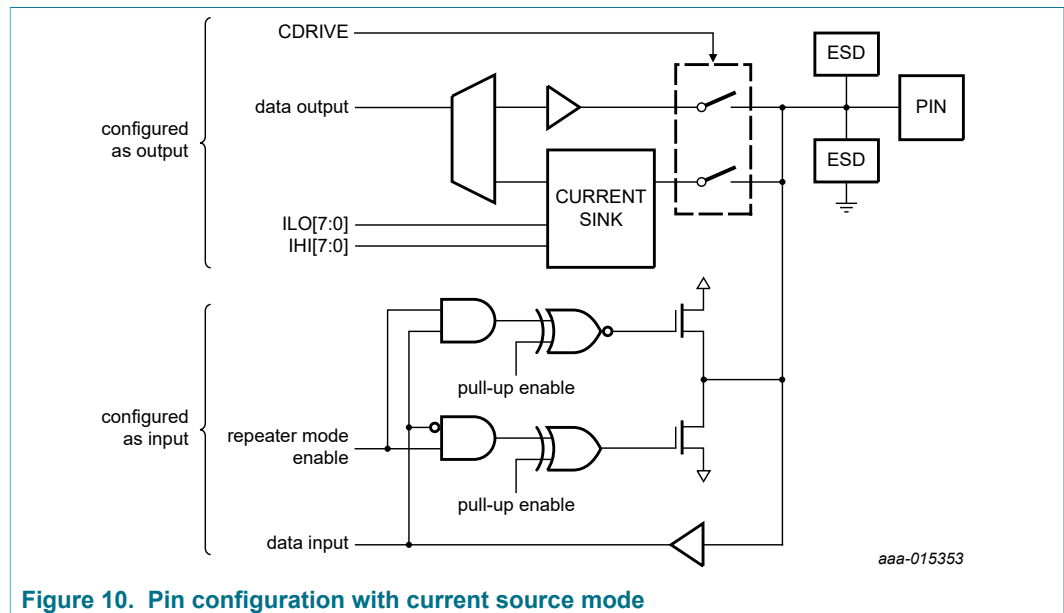 CDRIVE
ESD
data output
PIN
configured
as output
ESD
CURRENT
SINK
ILO[7:0]
IHI[7:0]
pull-up enable
configured
as input
repeater mode
enable
pull-up enable
data input
aaa-015353
Figure 10. Pin configuration with current source mode